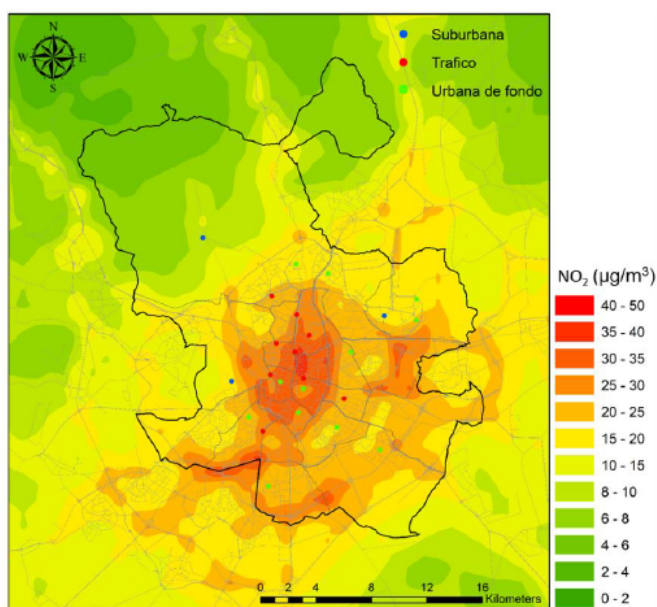 N
W E
S
Suburbana
Trafico
Urbana de fondo
NO₂ (µg/m³)
40 - 50
35 - 40
30 - 35
25 - 30
20 - 25
15 - 20
10 - 15
8 - 10
6 - 8
4 - 6
2 - 4
0 - 2
0 1 2 3 4 8 12 16
Kilometers